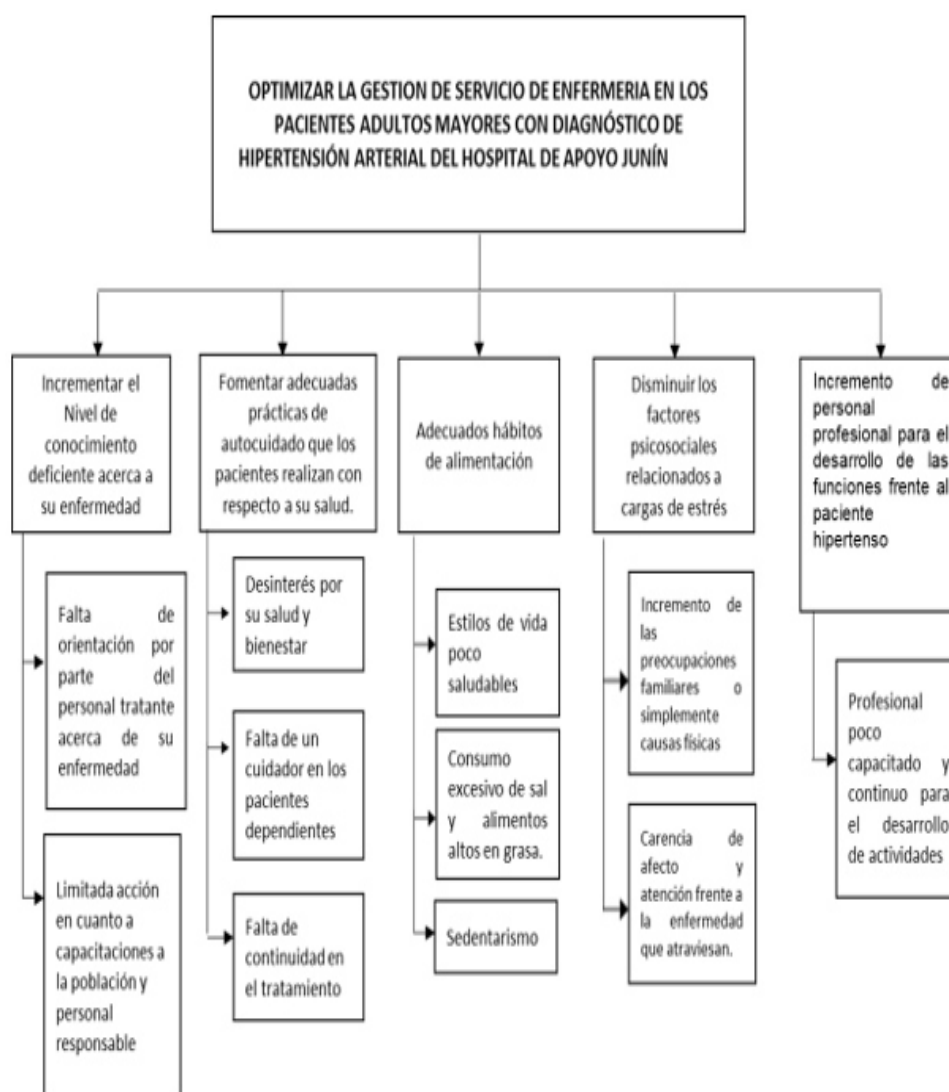 OPTIMIZAR LA GESTION DE SERVICIO DE ENFERMERIA EN LOS
PACIENTES ADULTOS MAYORES CON DIAGNÓSTICO DE
HIPERTENSIÓN ARTERIAL DEL HOSPITAL DE APOYO JUNÍN
Incrementar el
Nivel de
conocimiento
deficiente acerca a
su enfermedad
Falta de
orientación por
parte del
personal tratante
acerca de su
enfermedad
Limitada acción
en cuanto a
capacitaciones a
la población y
personal
responsable
Fomentar adecuadas
prácticas de
autocuidado que los
pacientes realizan con
respecto a su salud.
Desinterés por
su salud y
bienestar
Falta de un
cuidador en los
pacientes
dependientes
Falta de
continuidad en
el tratamiento
Adecuados hábitos
de alimentación
Estilos de vida
poco
saludables
Consumo
excesivo de sal
y alimentos
altos en grasa.
Sedentarismo
Disminuir los
factores
psicosociales
relacionados a
cargas de estrés
Incremento de
las
preocupaciones
familiares o
simplemente
causas físicas
Carencia de
afecto y
atención frente a
la enfermedad
que atraviesan.
Incremento de
personal
profesional para el
desarrollo de las
funciones frente al
paciente
hipertenso
Profesional
poco
capacitado y
continuo para
el desarrollo
de actividades